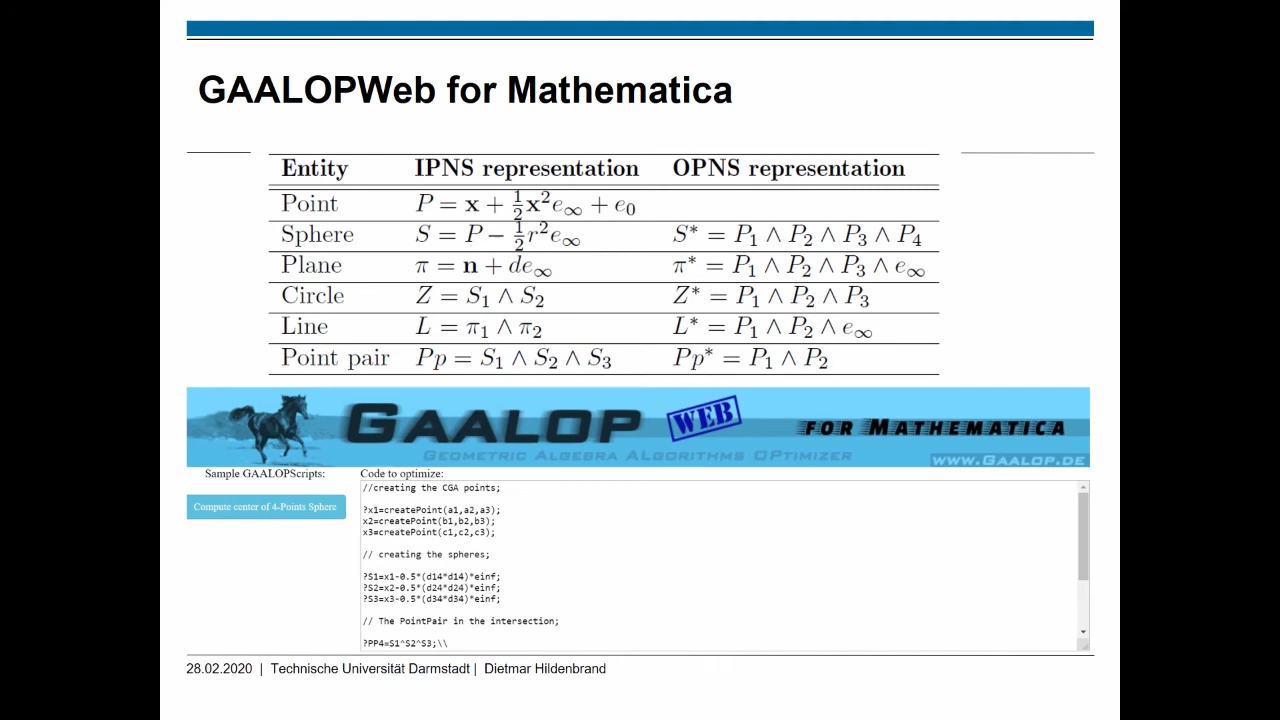 GAALOPWeb for Mathematica
Entity IPNS representation OPNS representation
Point P = x + ½x²e∞ + e₀
Sphere S = P − ½r²e∞ S* = P₁ ∧ P₂ ∧ P₃ ∧ P₄
Plane π = n + de∞ π* = P₁ ∧ P₂ ∧ P₃ ∧ e∞
Circle Z = S₁ ∧ S₂ Z* = P₁ ∧ P₂ ∧ P₃
Line L = π₁ ∧ π₂ L* = P₁ ∧ P₂ ∧ e∞
Point pair Pp = S₁ ∧ S₂ ∧ S₃ Pp* = P₁ ∧ P₂
GAALOP WEB FOR MATHEMATICA
GEOMETRIC ALGEBRA ALGORITHMS OPTIMIZER WWW.GAALOP.DE
Sample GAALOPScripts: Code to optimize:
Compute center of 4-Points Sphere
//creating the CGA points;
?x1=createPoint(a1,a2,a3);
x2=createPoint(b1,b2,b3);
x3=createPoint(c1,c2,c3);
// creating the spheres;
?S1=x1-0.5*(d14*d14)*einf;
?S2=x2-0.5*(d24*d24)*einf;
?S3=x3-0.5*(d34*d34)*einf;
// The PointPair in the intersection;
?PP4=S1^S2^S3;\\
28.02.2020 | Technische Universität Darmstadt | Dietmar Hildenbrand